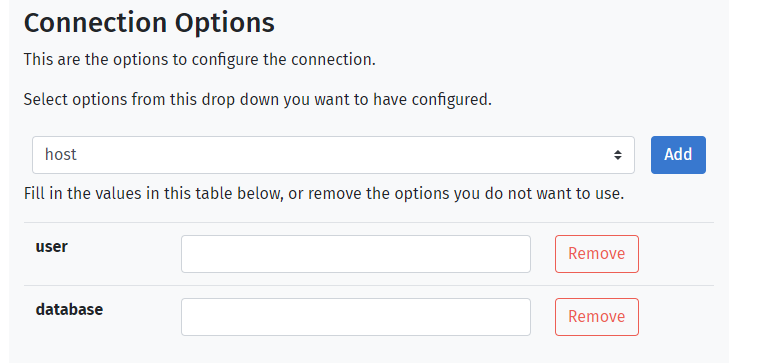 Connection Options
This are the options to configure the connection.
Select options from this drop down you want to have configured.
host
Add
Fill in the values in this table below, or remove the options you do not want to use.
user
Remove
database
Remove